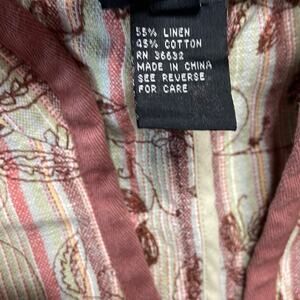 55% LINEN
45% COTTON
RN 36632
MADE IN CHINA
SEE REVERSE
FOR CARE